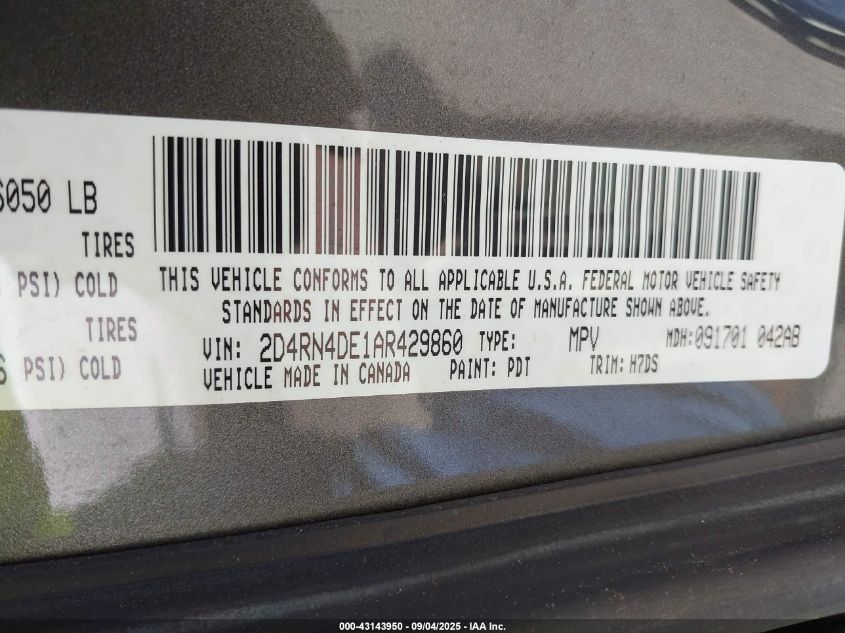 6050 LB
TIRES
PSI) COLD
TIRES
PSI) COLD
THIS VEHICLE CONFORMS TO ALL APPLICABLE U.S.A. FEDERAL MOTOR VEHICLE SAFETY
STANDARDS IN EFFECT ON THE DATE OF MANUFACTURE SHOWN ABOVE.
VIN: 2D4RN4DE1AR429860 TYPE: MPV MDH:091701 042AB
VEHICLE MADE IN CANADA PAINT: PDT TRIM: H7DS
000-43143950 - 09/04/2025 - IAA Inc.